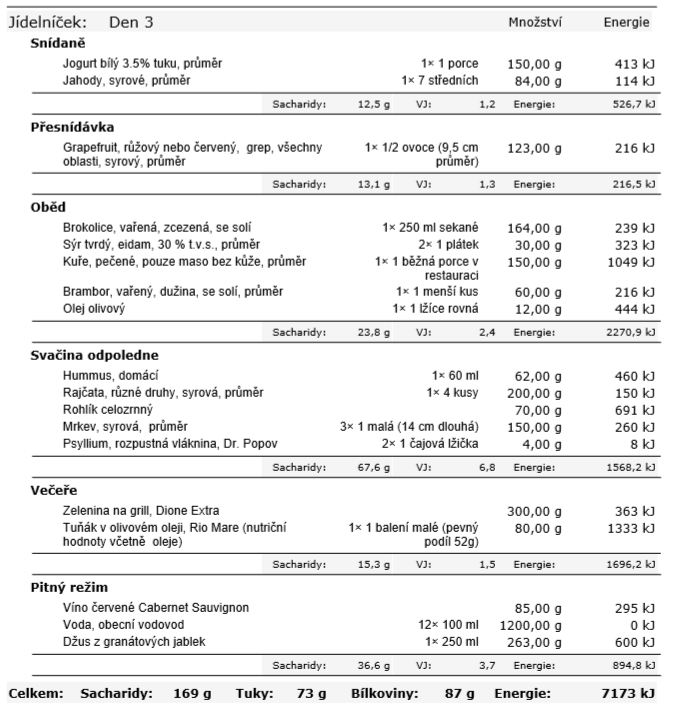 Jídelníček: Den 3 Množství Energie
Snídaně
Jogurt bílý 3.5% tuku, průměr 1× 1 porce 150,00 g 413 kJ
Jahody, syrové, průměr 1× 7 středních 84,00 g 114 kJ
Sacharidy: 12,5 g VJ: 1,2 Energie: 526,7 kJ
Přesnídávka
Grapefruit, růžový nebo červený, grep, všechny 1× 1/2 ovoce (9,5 cm 123,00 g 216 kJ
oblasti, syrový, průměr průměr)
Sacharidy: 13,1 g VJ: 1,3 Energie: 216,5 kJ
Oběd
Brokolice, vařená, zcezená, se solí 1× 250 ml sekané 164,00 g 239 kJ
Sýr tvrdý, eidam, 30 % t.v.s., průměr 2× 1 plátek 30,00 g 323 kJ
Kuře, pečené, pouze maso bez kůže, průměr 1× 1 běžná porce v 150,00 g 1049 kJ
restauraci
Brambor, vařený, dužina, se solí, průměr 1× 1 menší kus 60,00 g 216 kJ
Olej olivový 1× 1 lžíce rovná 12,00 g 444 kJ
Sacharidy: 23,8 g VJ: 2,4 Energie: 2270,9 kJ
Svačina odpoledne
Hummus, domácí 1× 60 ml 62,00 g 460 kJ
Rajčata, různé druhy, syrová, průměr 1× 4 kusy 200,00 g 150 kJ
Rohlík celozrnný 70,00 g 691 kJ
Mrkev, syrová, průměr 3× 1 malá (14 cm dlouhá) 150,00 g 260 kJ
Psyllium, rozpustná vláknina, Dr. Popov 2× 1 čajová lžička 4,00 g 8 kJ
Sacharidy: 67,6 g VJ: 6,8 Energie: 1568,2 kJ
Večeře
Zelenina na grill, Dione Extra 300,00 g 363 kJ
Tuňák v olivovém oleji, Rio Mare (nutriční 1× 1 balení malé (pevný 80,00 g 1333 kJ
hodnoty včetně oleje) podíl 52g)
Sacharidy: 15,3 g VJ: 1,5 Energie: 1696,2 kJ
Pitný režim
Víno červené Cabernet Sauvignon 85,00 g 295 kJ
Voda, obecní vodovod 12× 100 ml 1200,00 g 0 kJ
Džus z granátových jablek 1× 250 ml 263,00 g 600 kJ
Sacharidy: 36,6 g VJ: 3,7 Energie: 894,8 kJ
Celkem: Sacharidy: 169 g Tuky: 73 g Bílkoviny: 87 g Energie: 7173 kJ